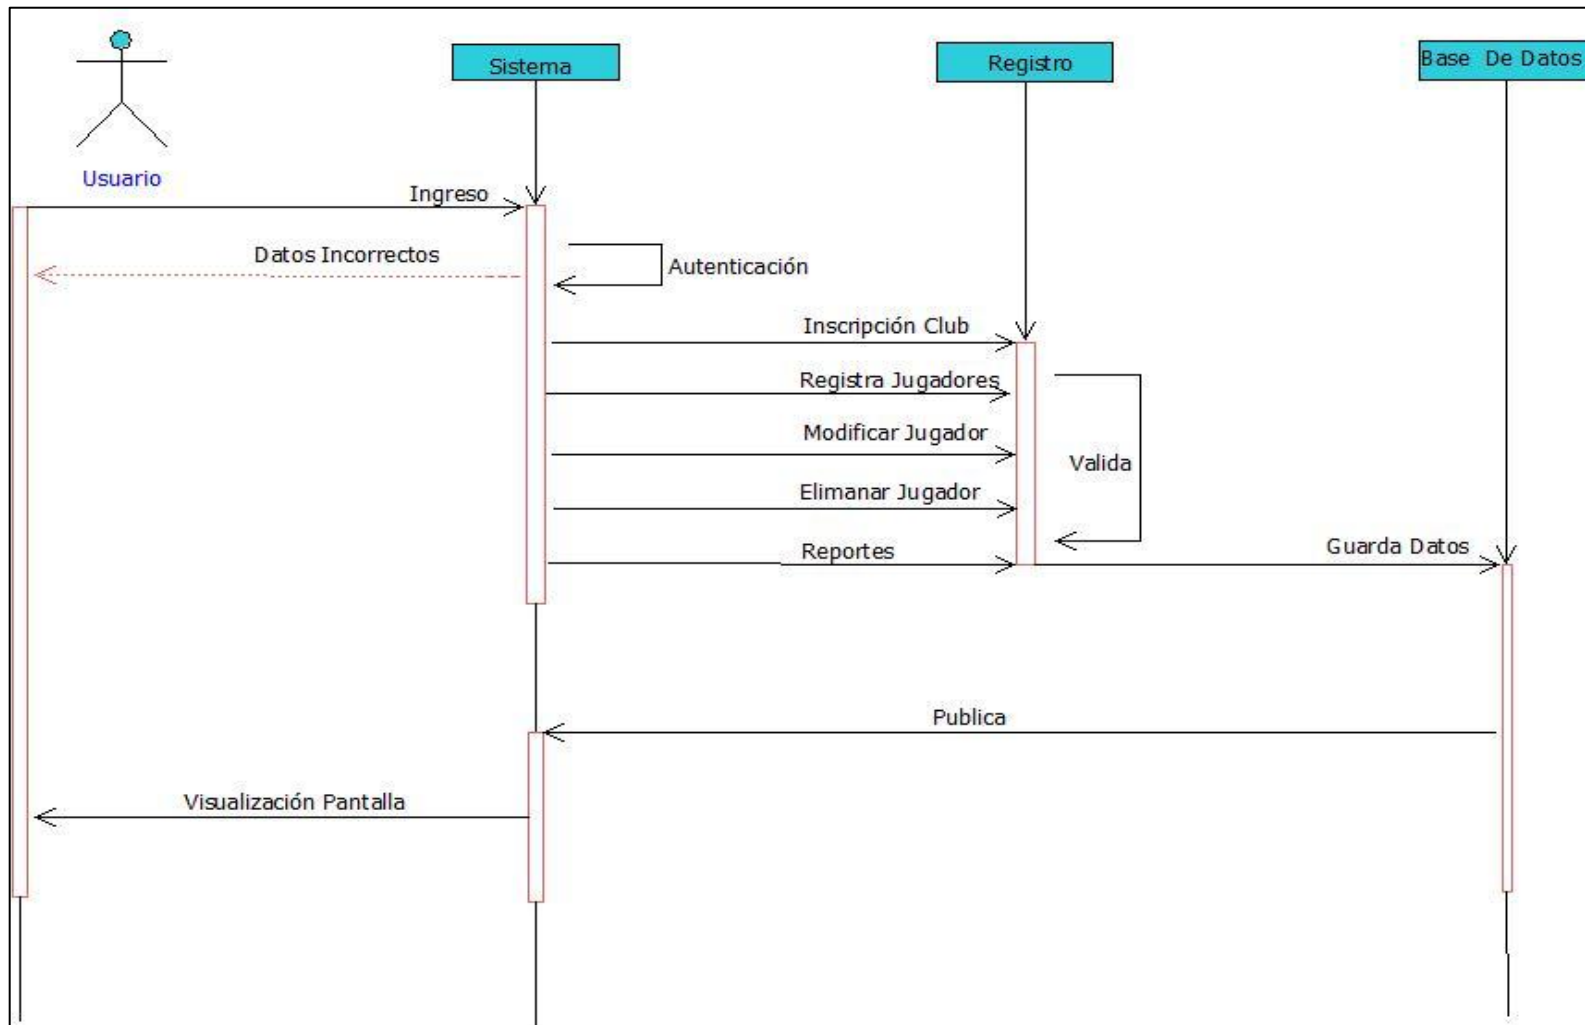 Sistema
Registro
Base De Datos
Usuario
Ingreso
Datos Incorrectos
Autenticación
Inscripción Club
Registra Jugadores
Modificar Jugador
Valida
Elimanar Jugador
Reportes
Guarda Datos
Publica
Visualización Pantalla